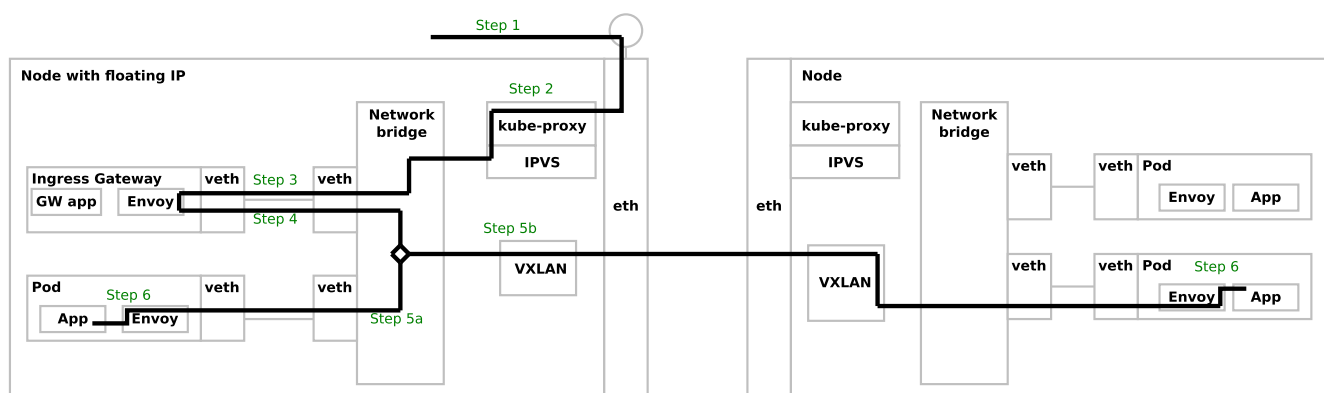 Step 1
Node with floating IP
Node
Step 2
Network
bridge
kube-proxy
IPVS
kube-proxy
IPVS
Network
bridge
Ingress Gateway
veth
Step 3
veth
GW app
Envoy
Step 4
eth
eth
veth
veth
Pod
Envoy
App
Step 5b
VXLAN
VXLAN
Pod
veth
veth
Step 6
App
Envoy
Step 5a
veth
veth
Pod
Step 6
Envoy
App